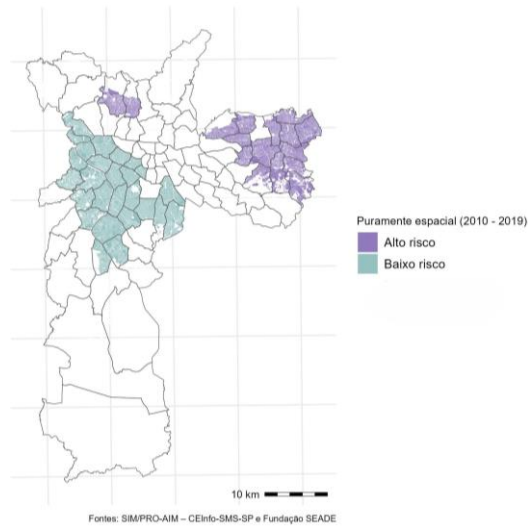 Puramente espacial (2010 - 2019)
Alto risco
Baixo risco
10 km
Fontes: SIM/PRO-AIM – CEInfo-SMS-SP e Fundação SEADE